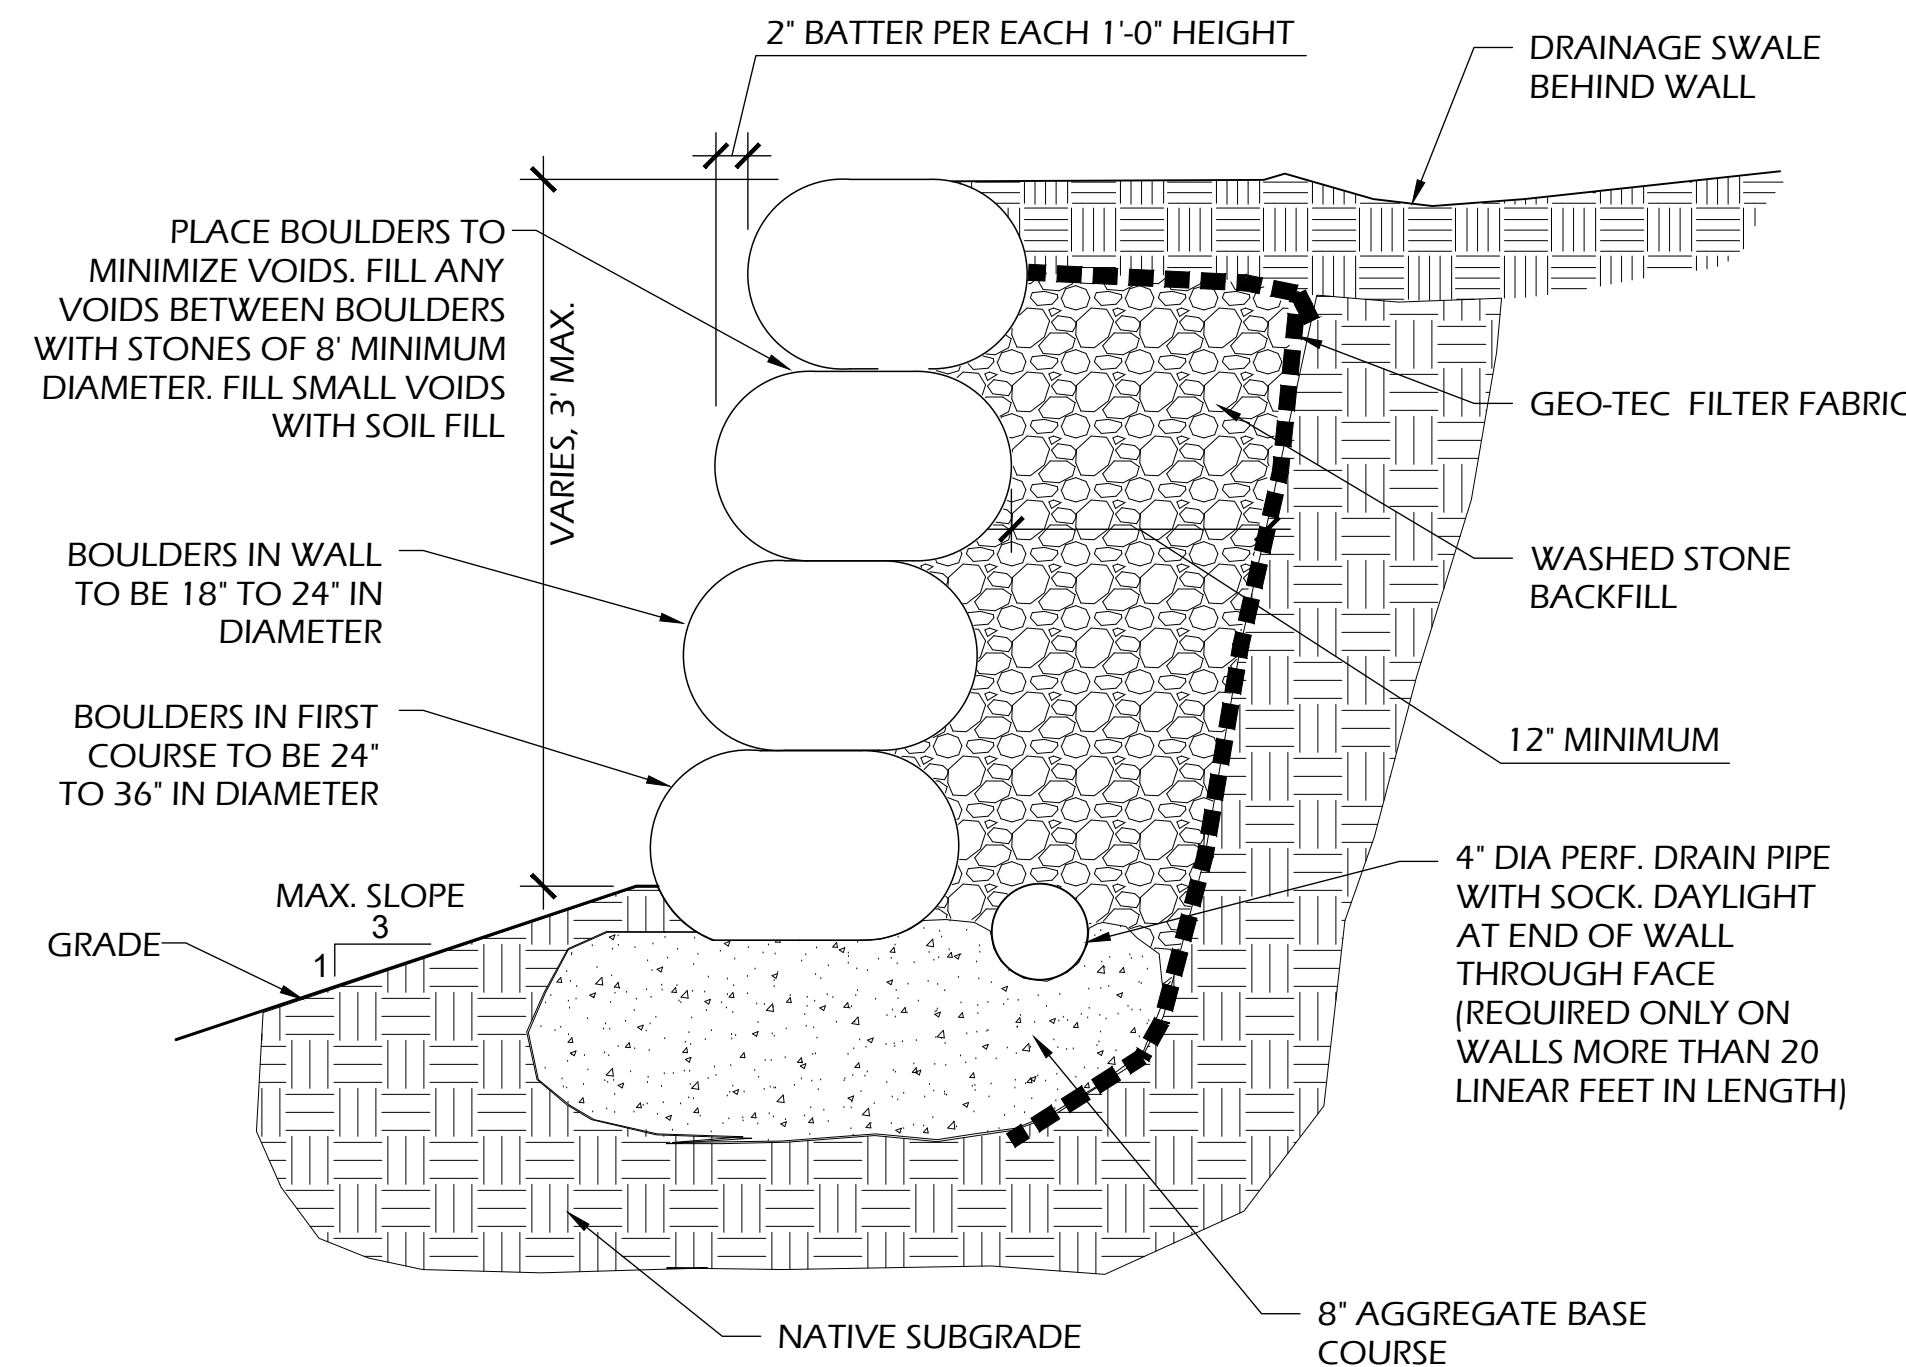 2" BATTER PER EACH 1'-0" HEIGHT
DRAINAGE SWALE
BEHIND WALL
PLACE BOULDERS TO
MINIMIZE VOIDS. FILL ANY
VOIDS BETWEEN BOULDERS
WITH STONES OF 8' MINIMUM
DIAMETER. FILL SMALL VOIDS
WITH SOIL FILL
VARIES, 3' MAX.
GEO-TEC FILTER FABRIC
BOULDERS IN WALL
TO BE 18" TO 24" IN
DIAMETER
WASHED STONE
BACKFILL
BOULDERS IN FIRST
COURSE TO BE 24"
TO 36" IN DIAMETER
12" MINIMUM
MAX. SLOPE
3
1
GRADE
4" DIA PERF. DRAIN PIPE
WITH SOCK. DAYLIGHT
AT END OF WALL
THROUGH FACE
(REQUIRED ONLY ON
WALLS MORE THAN 20
LINEAR FEET IN LENGTH)
NATIVE SUBGRADE
8" AGGREGATE BASE
COURSE